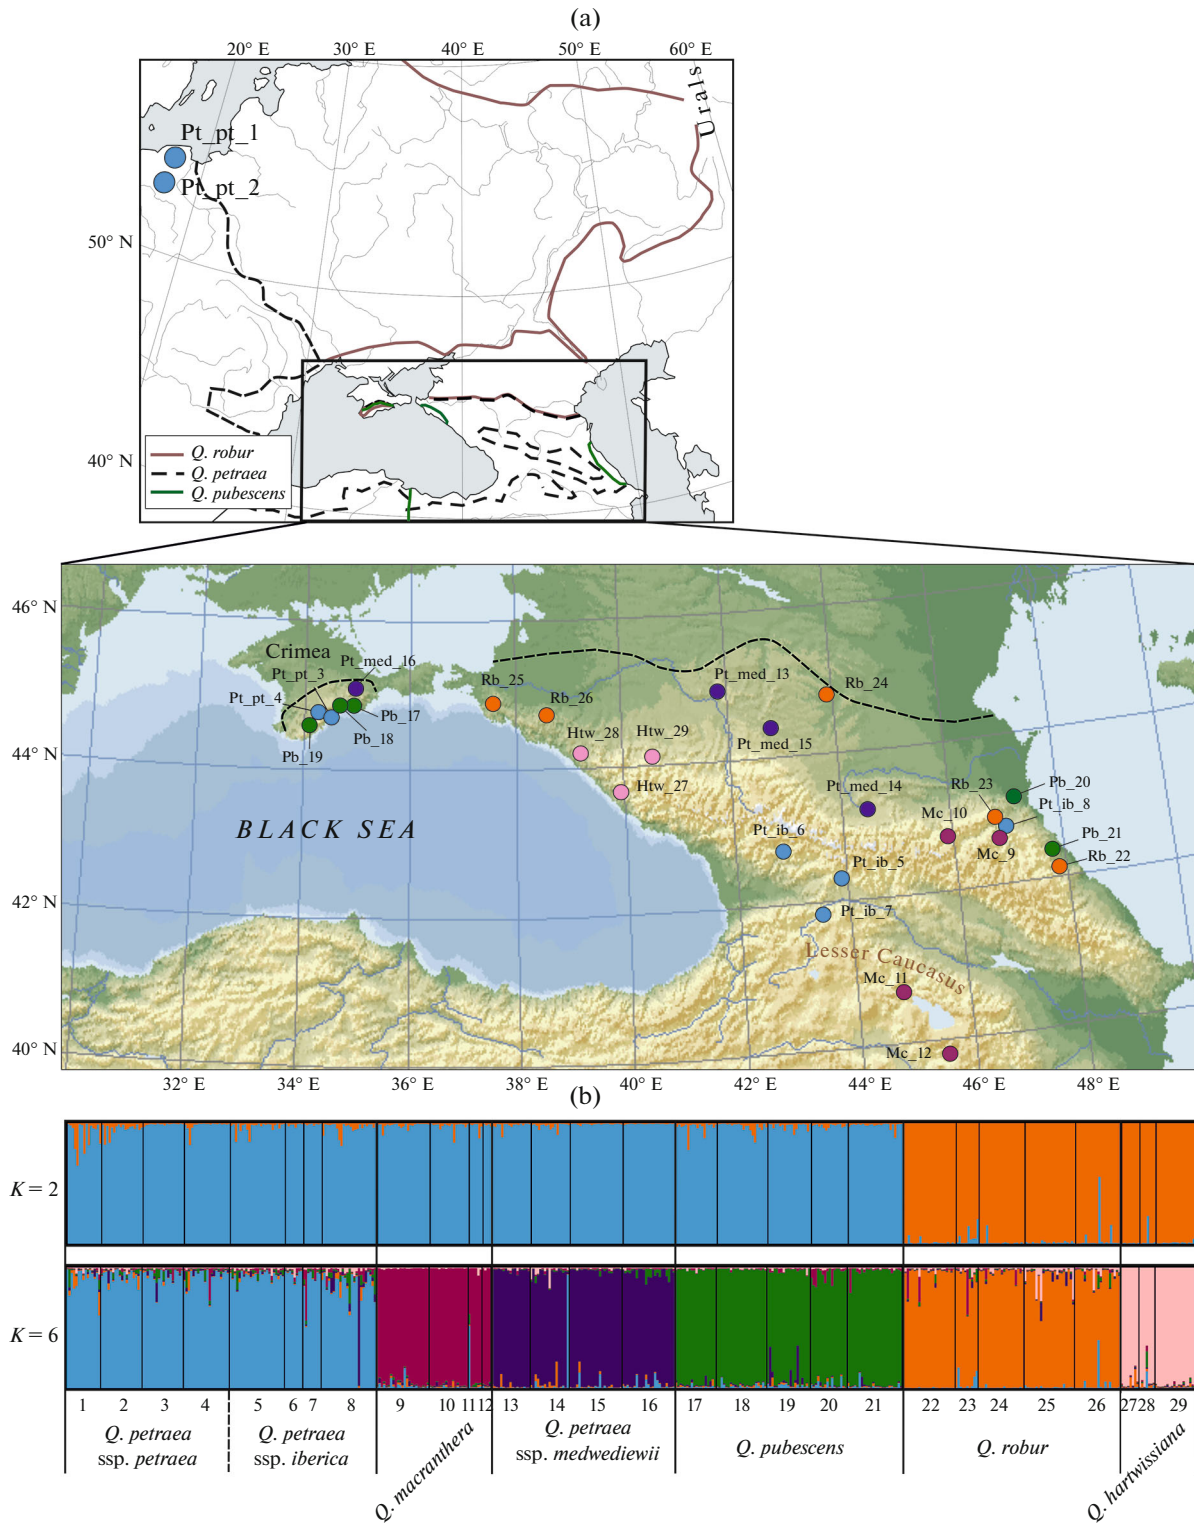 (a)
20° E 30° E 40° E 50° E 60° E
Urals
Pt_pt_1
Pt_pt_2
50° N
40° N
Q. robur
Q. petraea
Q. pubescens
46° N
Crimea
Pt_med_16
Pt_pt_3
Pt_pt_4
Rb_25
Pt_med_13
Rb_24
Rb_26
Pb_17
Pb_18
Pb_19
Htw_28 Htw_29
Pt_med_15
44° N
Htw_27
Pt_med_14
Rb_23
Pb_20
Pt_ib_8
Mc_10
BLACK SEA
Pt_ib_6
Pb_21
Mc_9
Rb_22
Pt_ib_5
42° N
Pt_ib_7
Lesser Caucasus
Mc_11
40° N
Mc_12
32° E 34° E 36° E 38° E 40° E 42° E 44° E 46° E 48° E
(b)
K = 2
K = 6
1 2 3 4 5 6 7 8 9 10 11 12 13 14 15 16 17 18 19 20 21 22 23 24 25 26 27 28 29
Q. petraea
ssp. petraea
Q. petraea
ssp. iberica
Q. macranthera
Q. petraea
ssp. medwediewii
Q. pubescens
Q. robur
Q. hartwissiana